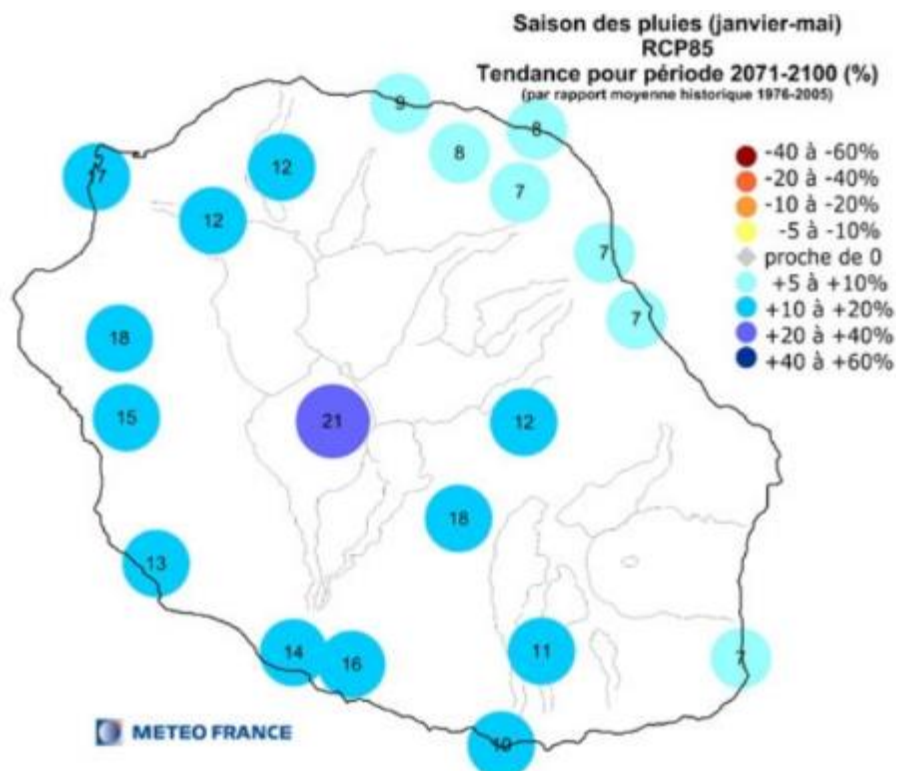 Saison des pluies (janvier-mai)
RCP85
Tendance pour période 2071-2100 (%)
(par rapport moyenne historique 1976-2005)
9
8
8
12
7
17
12
7
7
18
21
15
12
18
13
14
16
11
7
10
-40 à -60%
-20 à -40%
-10 à -20%
-5 à -10%
proche de 0
+5 à +10%
+10 à +20%
+20 à +40%
+40 à +60%
METEO FRANCE